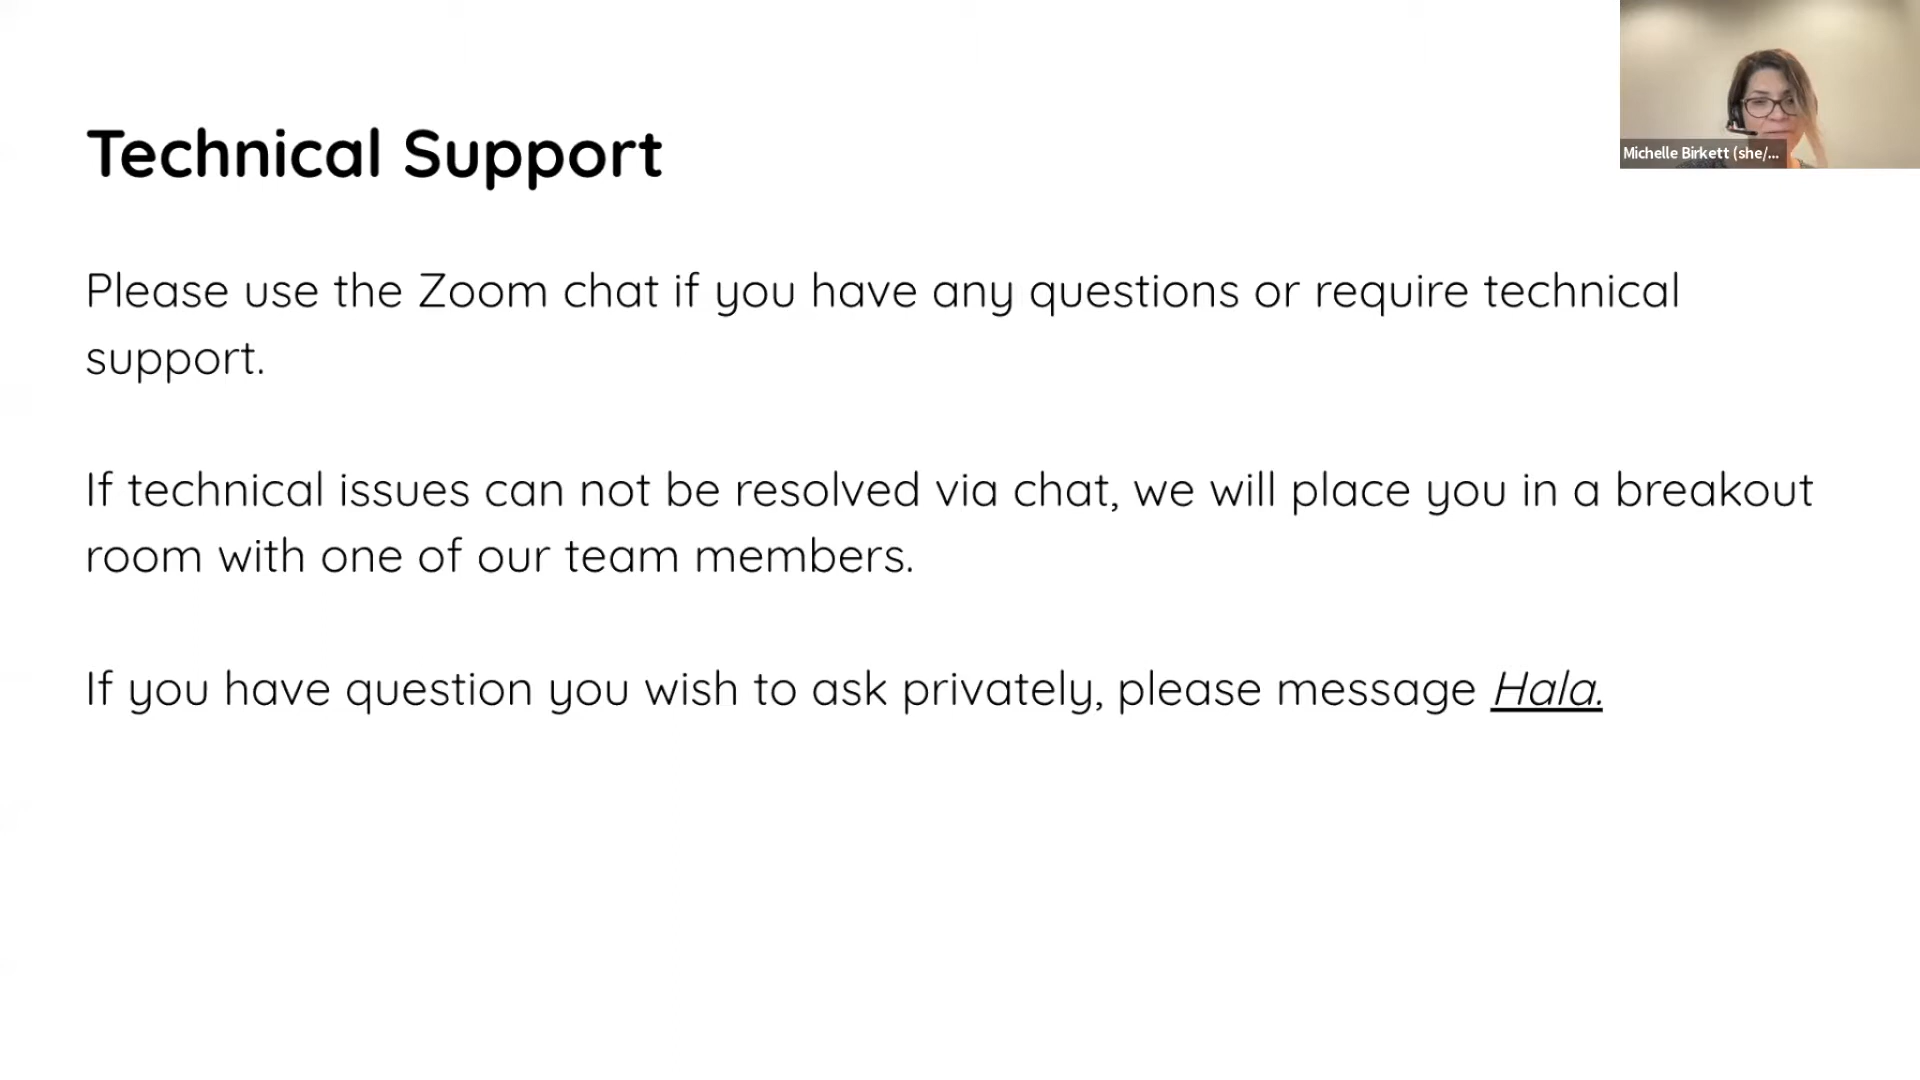 Technical Support
Michelle Birkett (she/...
Please use the Zoom chat if you have any questions or require technical
support.
If technical issues can not be resolved via chat, we will place you in a breakout
room with one of our team members.
If you have question you wish to ask privately, please message Hala.